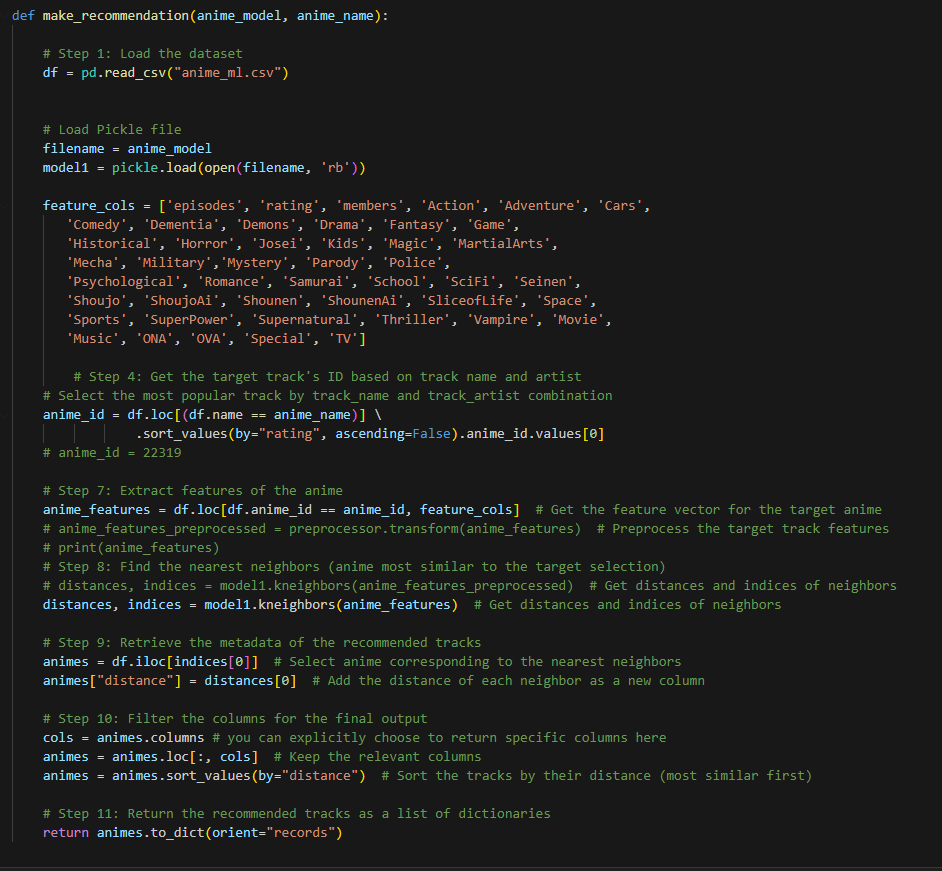 def make_recommendation(anime_model, anime_name):
    # Step 1: Load the dataset
    df = pd.read_csv("anime_ml.csv")
    # Load Pickle file
    filename = anime_model
    model1 = pickle.load(open(filename, 'rb'))
    feature_cols = ['episodes', 'rating', 'members', 'Action', 'Adventure', 'Cars',
       'Comedy', 'Dementia', 'Demons', 'Drama', 'Fantasy', 'Game',
       'Historical', 'Horror', 'Josei', 'Kids', 'Magic', 'MartialArts',
       'Mecha', 'Military','Mystery', 'Parody', 'Police',
       'Psychological', 'Romance', 'Samurai', 'School', 'SciFi', 'Seinen',
       'Shoujo', 'ShoujoAi', 'Shounen', 'ShounenAi', 'SliceofLife', 'Space',
       'Sports', 'SuperPower', 'Supernatural', 'Thriller', 'Vampire', 'Movie',
       'Music', 'ONA', 'OVA', 'Special', 'TV']
        # Step 4: Get the target track's ID based on track name and artist
    # Select the most popular track by track_name and track_artist combination
    anime_id = df.loc[(df.name == anime_name)] \
                .sort_values(by="rating", ascending=False).anime_id.values[0]
    # anime_id = 22319
    # Step 7: Extract features of the anime
    anime_features = df.loc[df.anime_id == anime_id, feature_cols]  # Get the feature vector for the target anime
    # anime_features_preprocessed = preprocessor.transform(anime_features)  # Preprocess the target track features
    # print(anime_features)
    # Step 8: Find the nearest neighbors (anime most similar to the target selection)
    # distances, indices = model1.kneighbors(anime_features_preprocessed)  # Get distances and indices of neighbors
    distances, indices = model1.kneighbors(anime_features)  # Get distances and indices of neighbors
    # Step 9: Retrieve the metadata of the recommended tracks
    animes = df.iloc[indices[0]]  # Select anime corresponding to the nearest neighbors
    animes["distance"] = distances[0]  # Add the distance of each neighbor as a new column
    # Step 10: Filter the columns for the final output
    cols = animes.columns # you can explicitly choose to return specific columns here
    animes = animes.loc[:, cols]  # Keep the relevant columns
    animes = animes.sort_values(by="distance")  # Sort the tracks by their distance (most similar first)
    # Step 11: Return the recommended tracks as a list of dictionaries
    return animes.to_dict(orient="records")